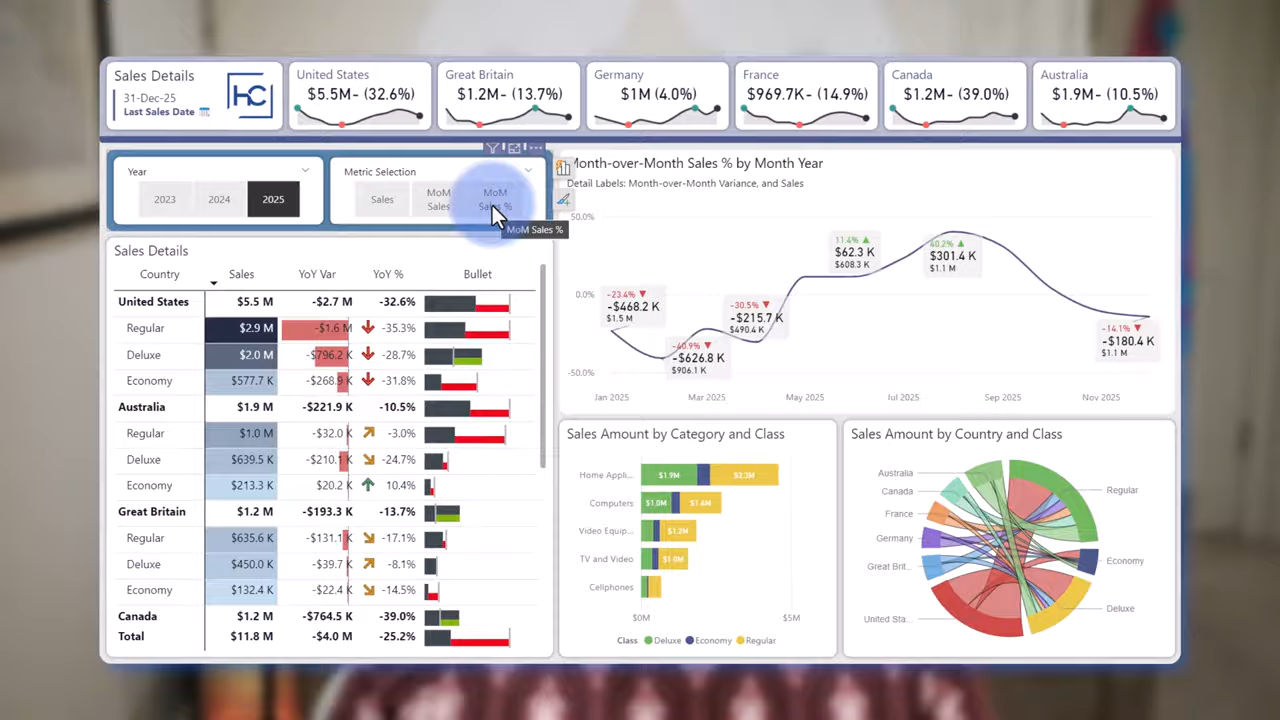 Sales Details
31-Dec-25
Last Sales Date
HC
United States
$5.5M- (32.6%)
Great Britain
$1.2M- (13.7%)
Germany
$1M (4.0%)
France
$969.7K- (14.9%)
Canada
$1.2M- (39.0%)
Australia
$1.9M- (10.5%)
Year
2023 2024 2025
Metric Selection
Sales
MoM
Sales
MoM
Sales %
MoM Sales %
Sales Details
Country Sales YoY Var YoY % Bullet
United States $5.5 M -$2.7 M -32.6%
Regular $2.9 M -$1.6 M -35.3%
Deluxe $2.0 M -$796.2 K -28.7%
Economy $577.7 K -$268.9 K -31.8%
Australia $1.9 M -$221.9 K -10.5%
Regular $1.0 M -$32.0 K -3.0%
Deluxe $639.5 K -$210.1 K -24.7%
Economy $213.3 K $20.2 K 10.4%
Great Britain $1.2 M -$193.3 K -13.7%
Regular $635.6 K -$131.1 K -17.1%
Deluxe $450.0 K -$39.7 K -8.1%
Economy $132.4 K -$22.4 K -14.5%
Canada $1.2 M -$764.5 K -39.0%
Total $11.8 M -$4.0 M -25.2%
Month-over-Month Sales % by Month Year
Detail Labels: Month-over-Month Variance, and Sales
50.0%
0.0%
-50.0%
-23.4% ▼
-$468.2 K
$1.5 M
-40.9% ▼
-$626.8 K
$906.1 K
-30.5% ▼
-$215.7 K
$490.4 K
11.4% ▲
$62.3 K
$608.3 K
40.2% ▲
$301.4 K
$1.1 M
-14.1% ▼
-$180.4 K
$1.1 M
Jan 2025 Mar 2025 May 2025 Jul 2025 Sep 2025 Nov 2025
Sales Amount by Category and Class
Home Appli... $1.9M $2.3M
Computers $1.0M $1.4M
Video Equip... $1.2M
TV and Video $1.0M
Cellphones
$0M $5M
Class Deluxe Economy Regular
Sales Amount by Country and Class
Australia
Canada
France
Germany
Great Brit...
United Sta...
Regular
Economy
Deluxe